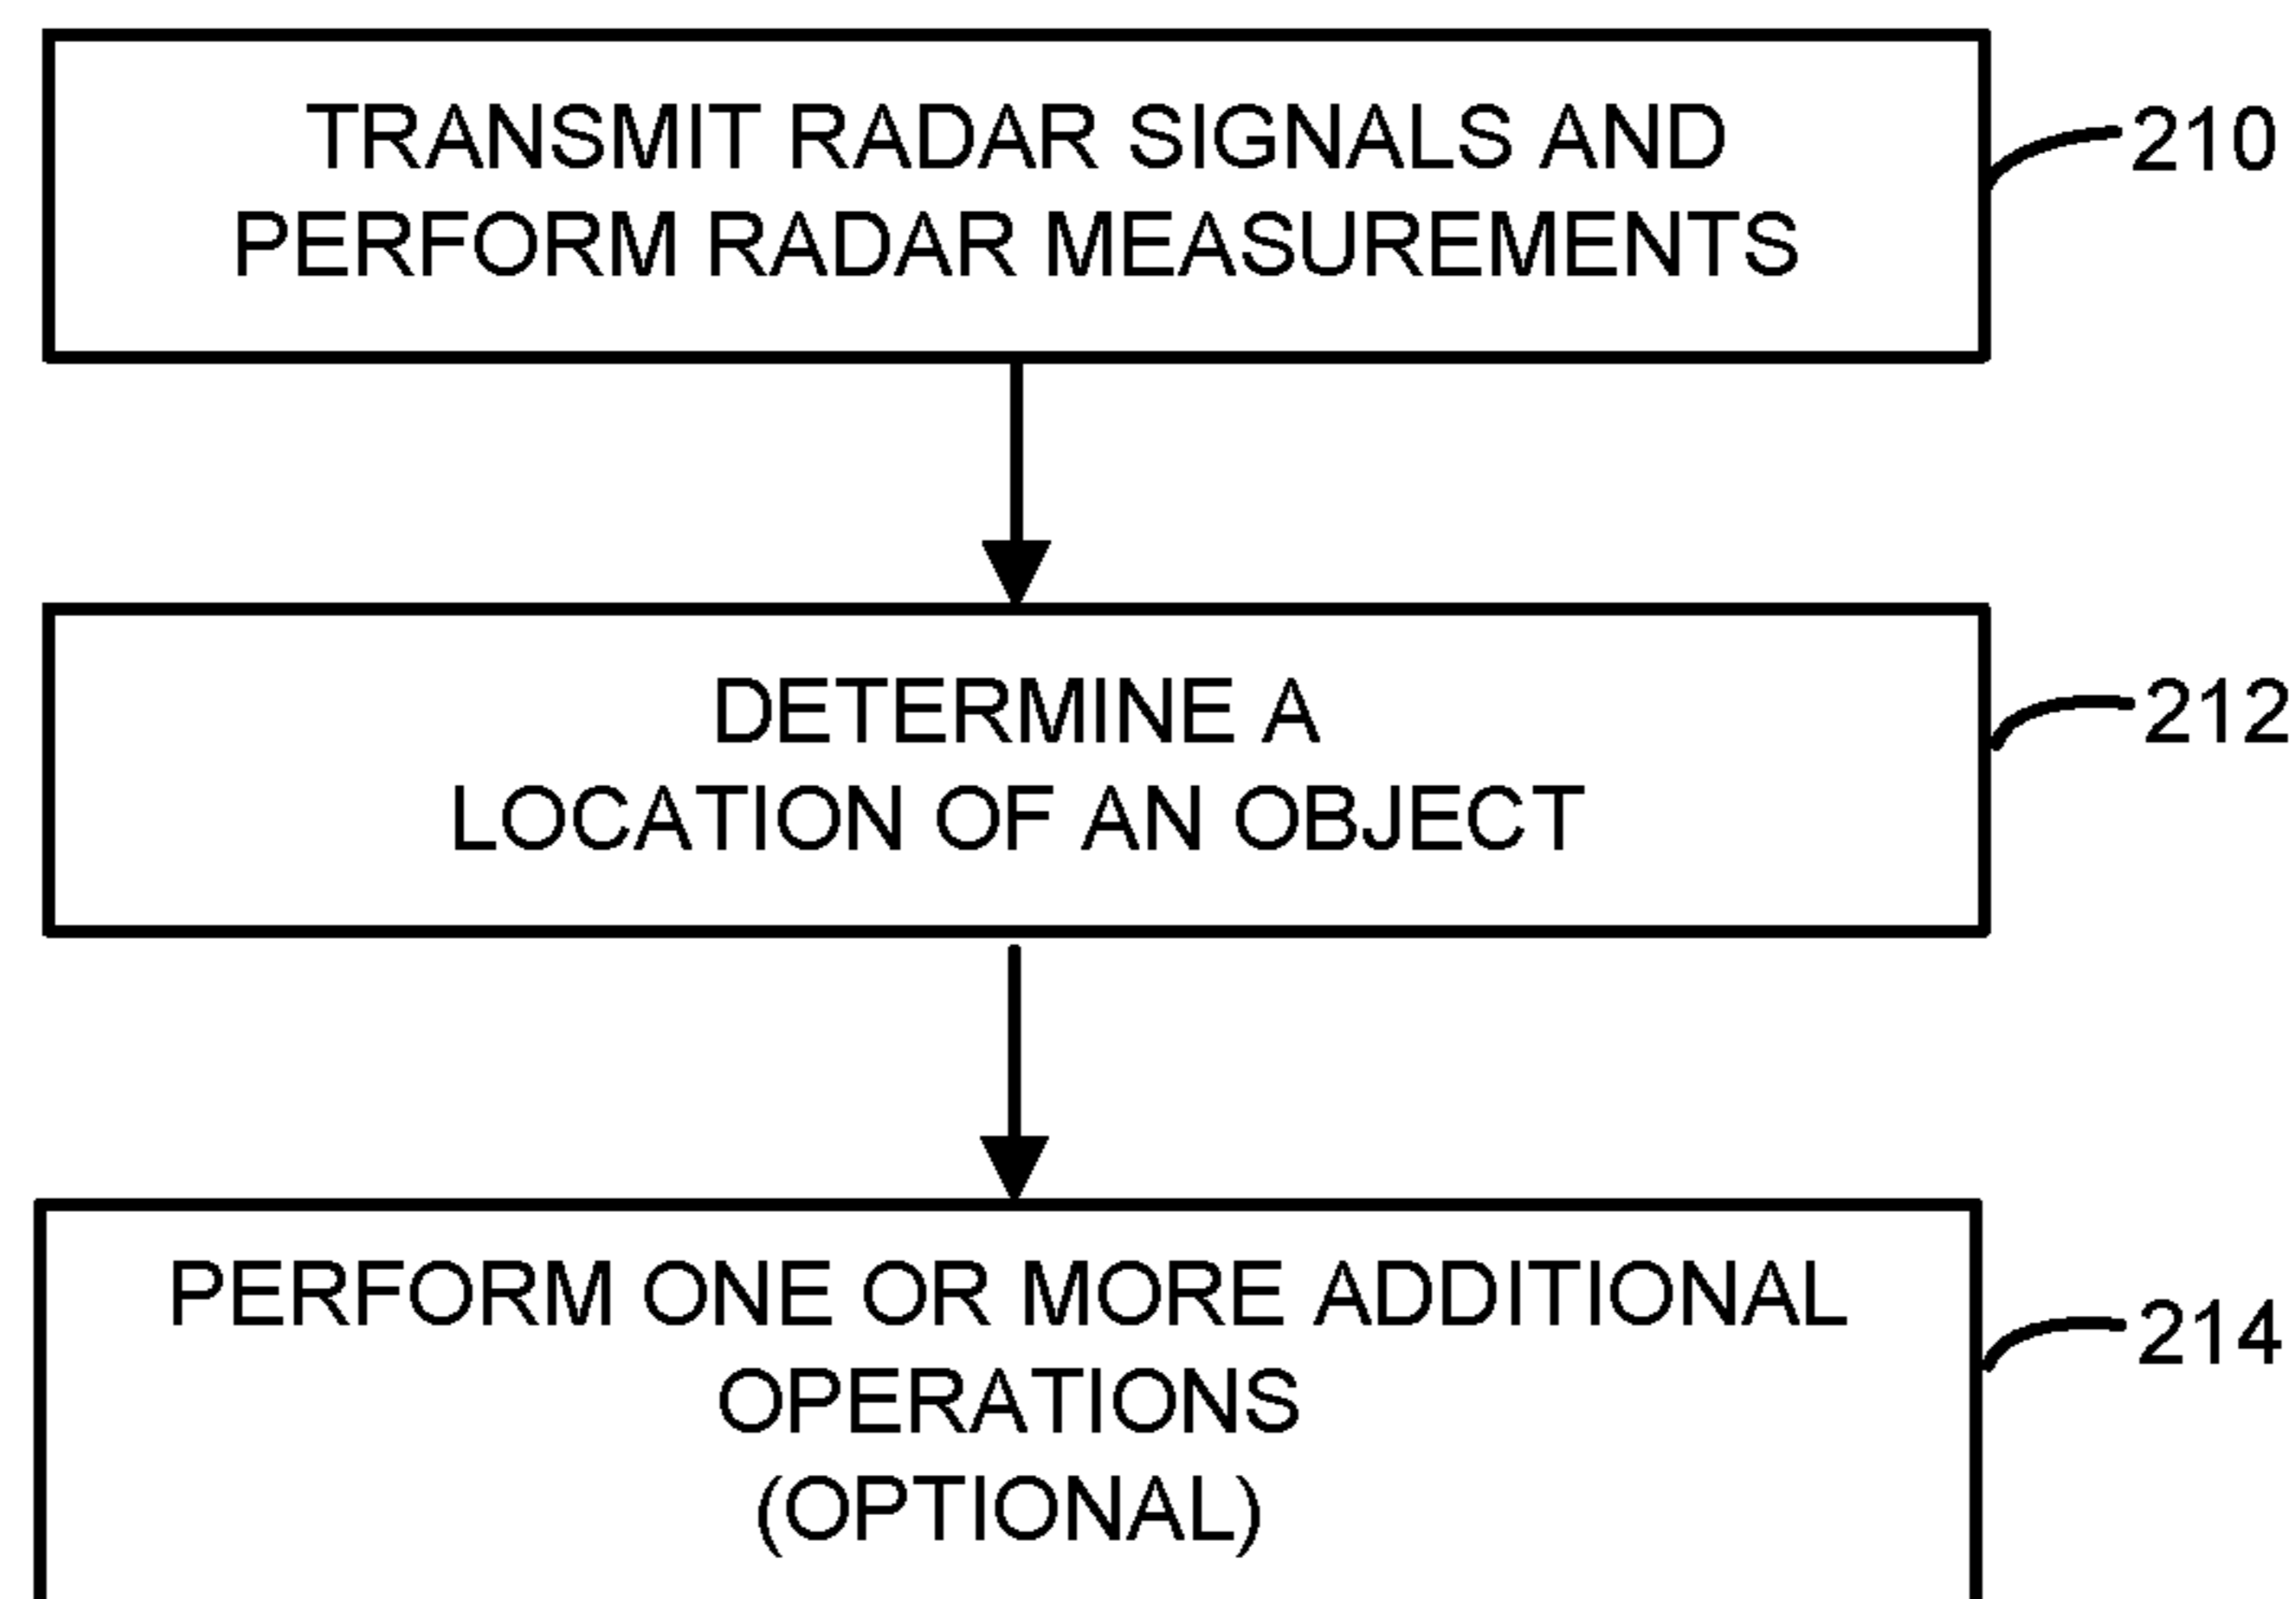 TRANSMIT RADAR SIGNALS AND
PERFORM RADAR MEASUREMENTS
210
DETERMINE A
LOCATION OF AN OBJECT
212
PERFORM ONE OR MORE ADDITIONAL
OPERATIONS
(OPTIONAL)
214